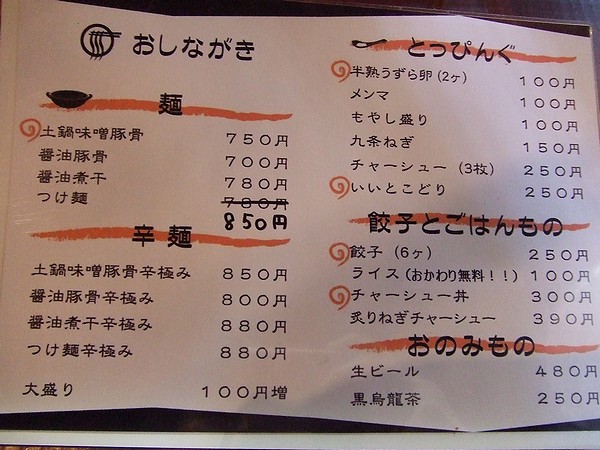 おしながき
麺
土鍋味噌豚骨 750円
醤油豚骨 700円
醤油煮干 780円
つけ麺 780円
850円
辛麺
土鍋味噌豚骨辛極み 850円
醤油豚骨辛極み 800円
醤油煮干辛極み 880円
つけ麺辛極み 880円
大盛り 100円増
とっぴんぐ
半熟うずら卵(2ヶ) 100円
メンマ 100円
もやし盛り 100円
九条ねぎ 150円
チャーシュー (3枚) 250円
いいとこどり 250円
餃子とごはんもの
餃子 (6ヶ) 250円
ライス(おかわり無料!!) 100円
チャーシュー丼 300円
炙りねぎチャーシュー 390円
おのみもの
生ビール 480円
黒烏龍茶 250円